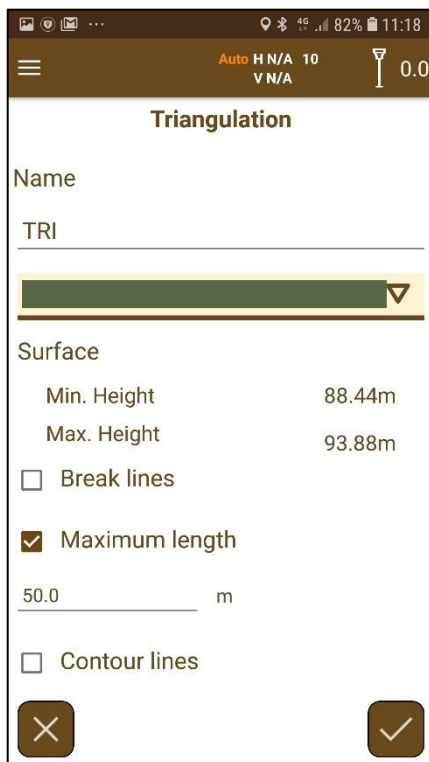 82% 11:18
Auto H N/A 10
V N/A
0.0
Triangulation
Name
TRI
Surface
Min. Height 88.44m
Max. Height 93.88m
Break lines
Maximum length
50.0 m
Contour lines